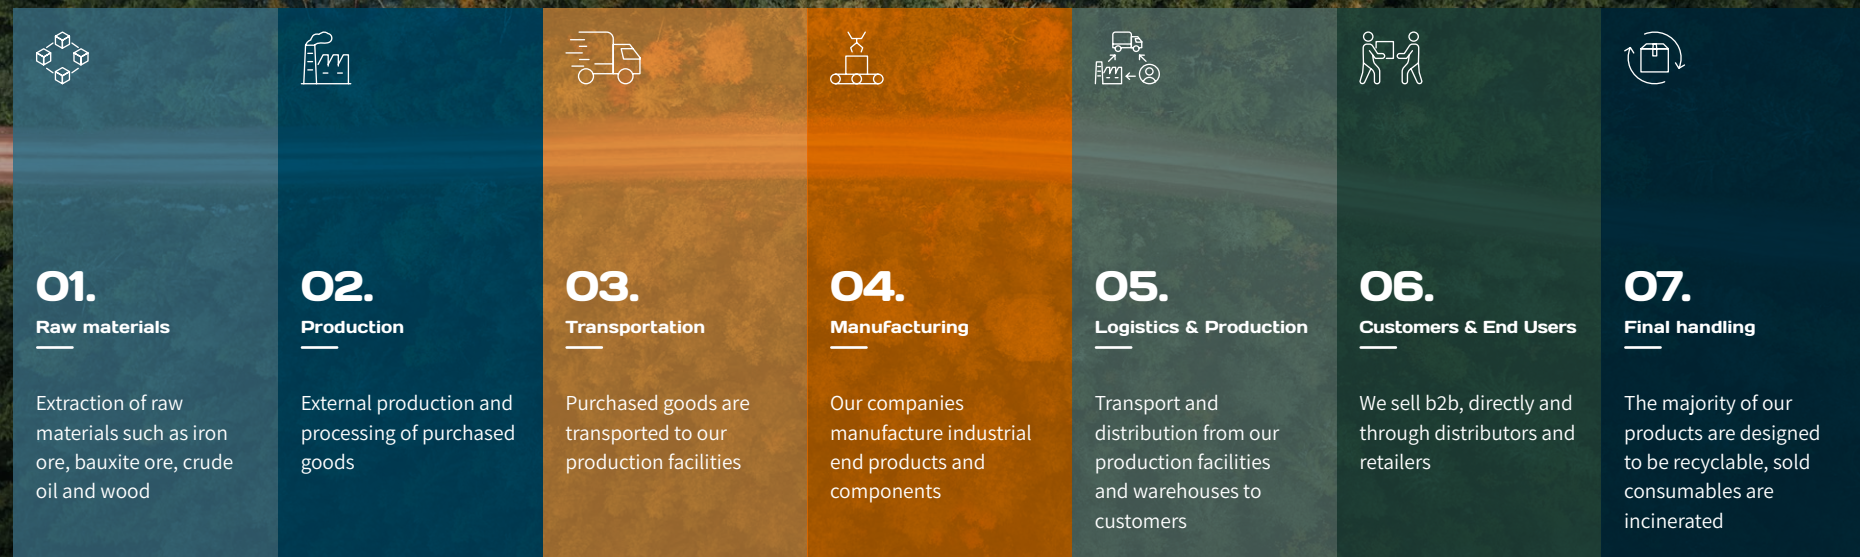 01.
Raw materials
Extraction of raw
materials such as iron
ore, bauxite ore, crude
oil and wood
02.
Production
External production and
processing of purchased
goods
03.
Transportation
Purchased goods are
transported to our
production facilities
04.
Manufacturing
Our companies
manufacture industrial
end products and
components
05.
Logistics & Production
Transport and
distribution from our
production facilities
and warehouses to
customers
06.
Customers & End Users
We sell b2b, directly and
through distributors and
retailers
07.
Final handling
The majority of our
products are designed
to be recyclable, sold
consumables are
incinerated